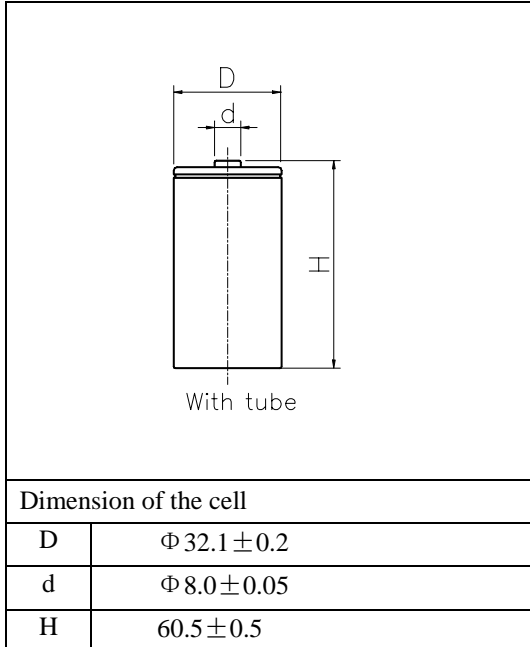 D
d
H
With tube
Dimension of the cell
D Φ32.1±0.2
d Φ8.0±0.05
H 60.5±0.5